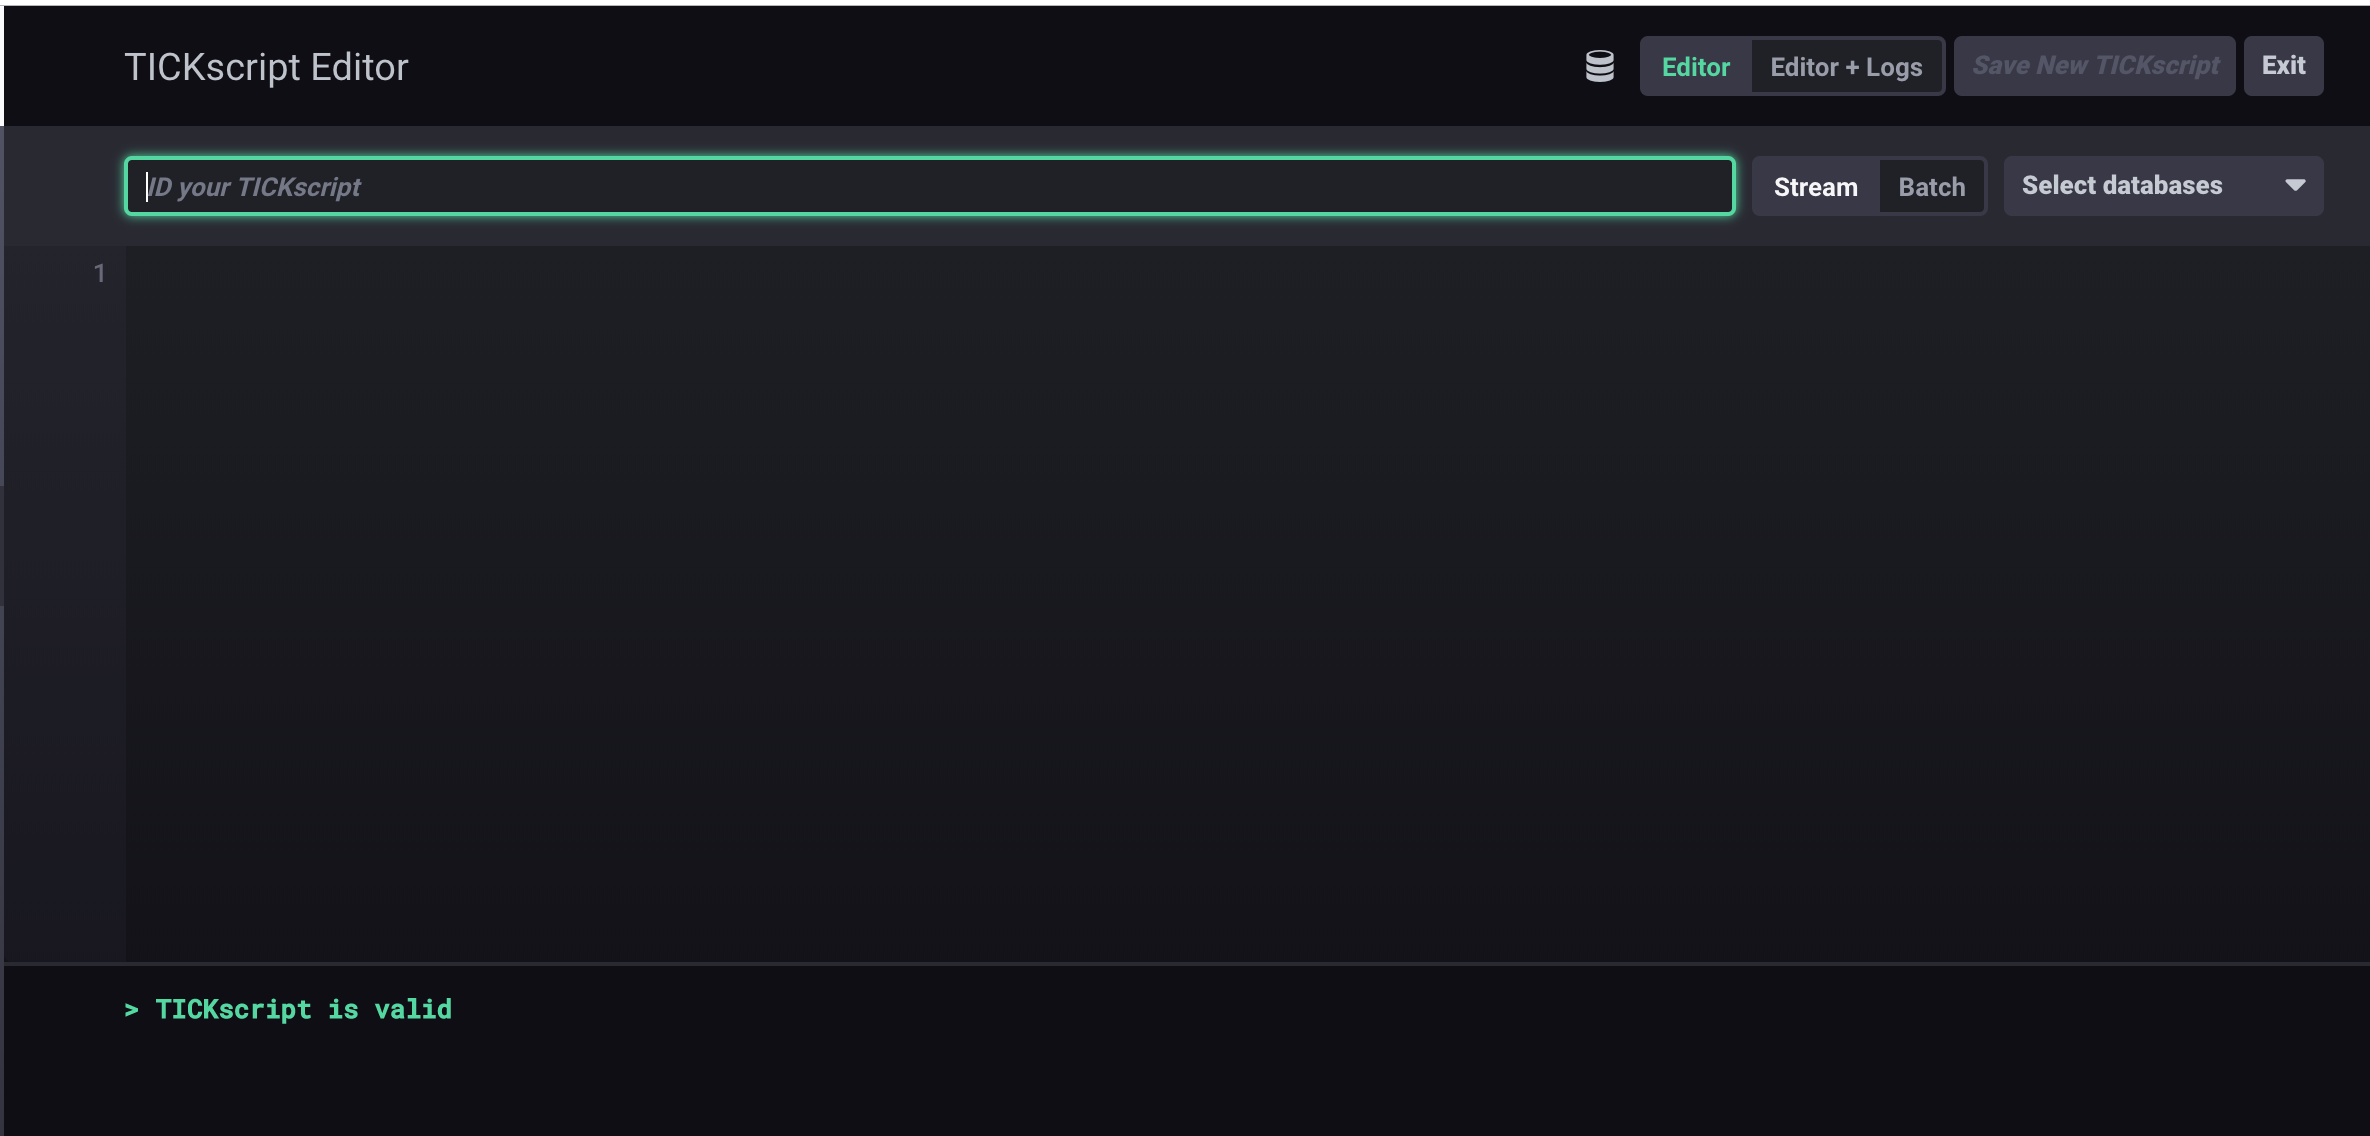 TICKscript Editor
Editor
Editor + Logs
Save New TICKscript
Exit
ID your TICKscript
Stream
Batch
Select databases
1
> TICKscript is valid